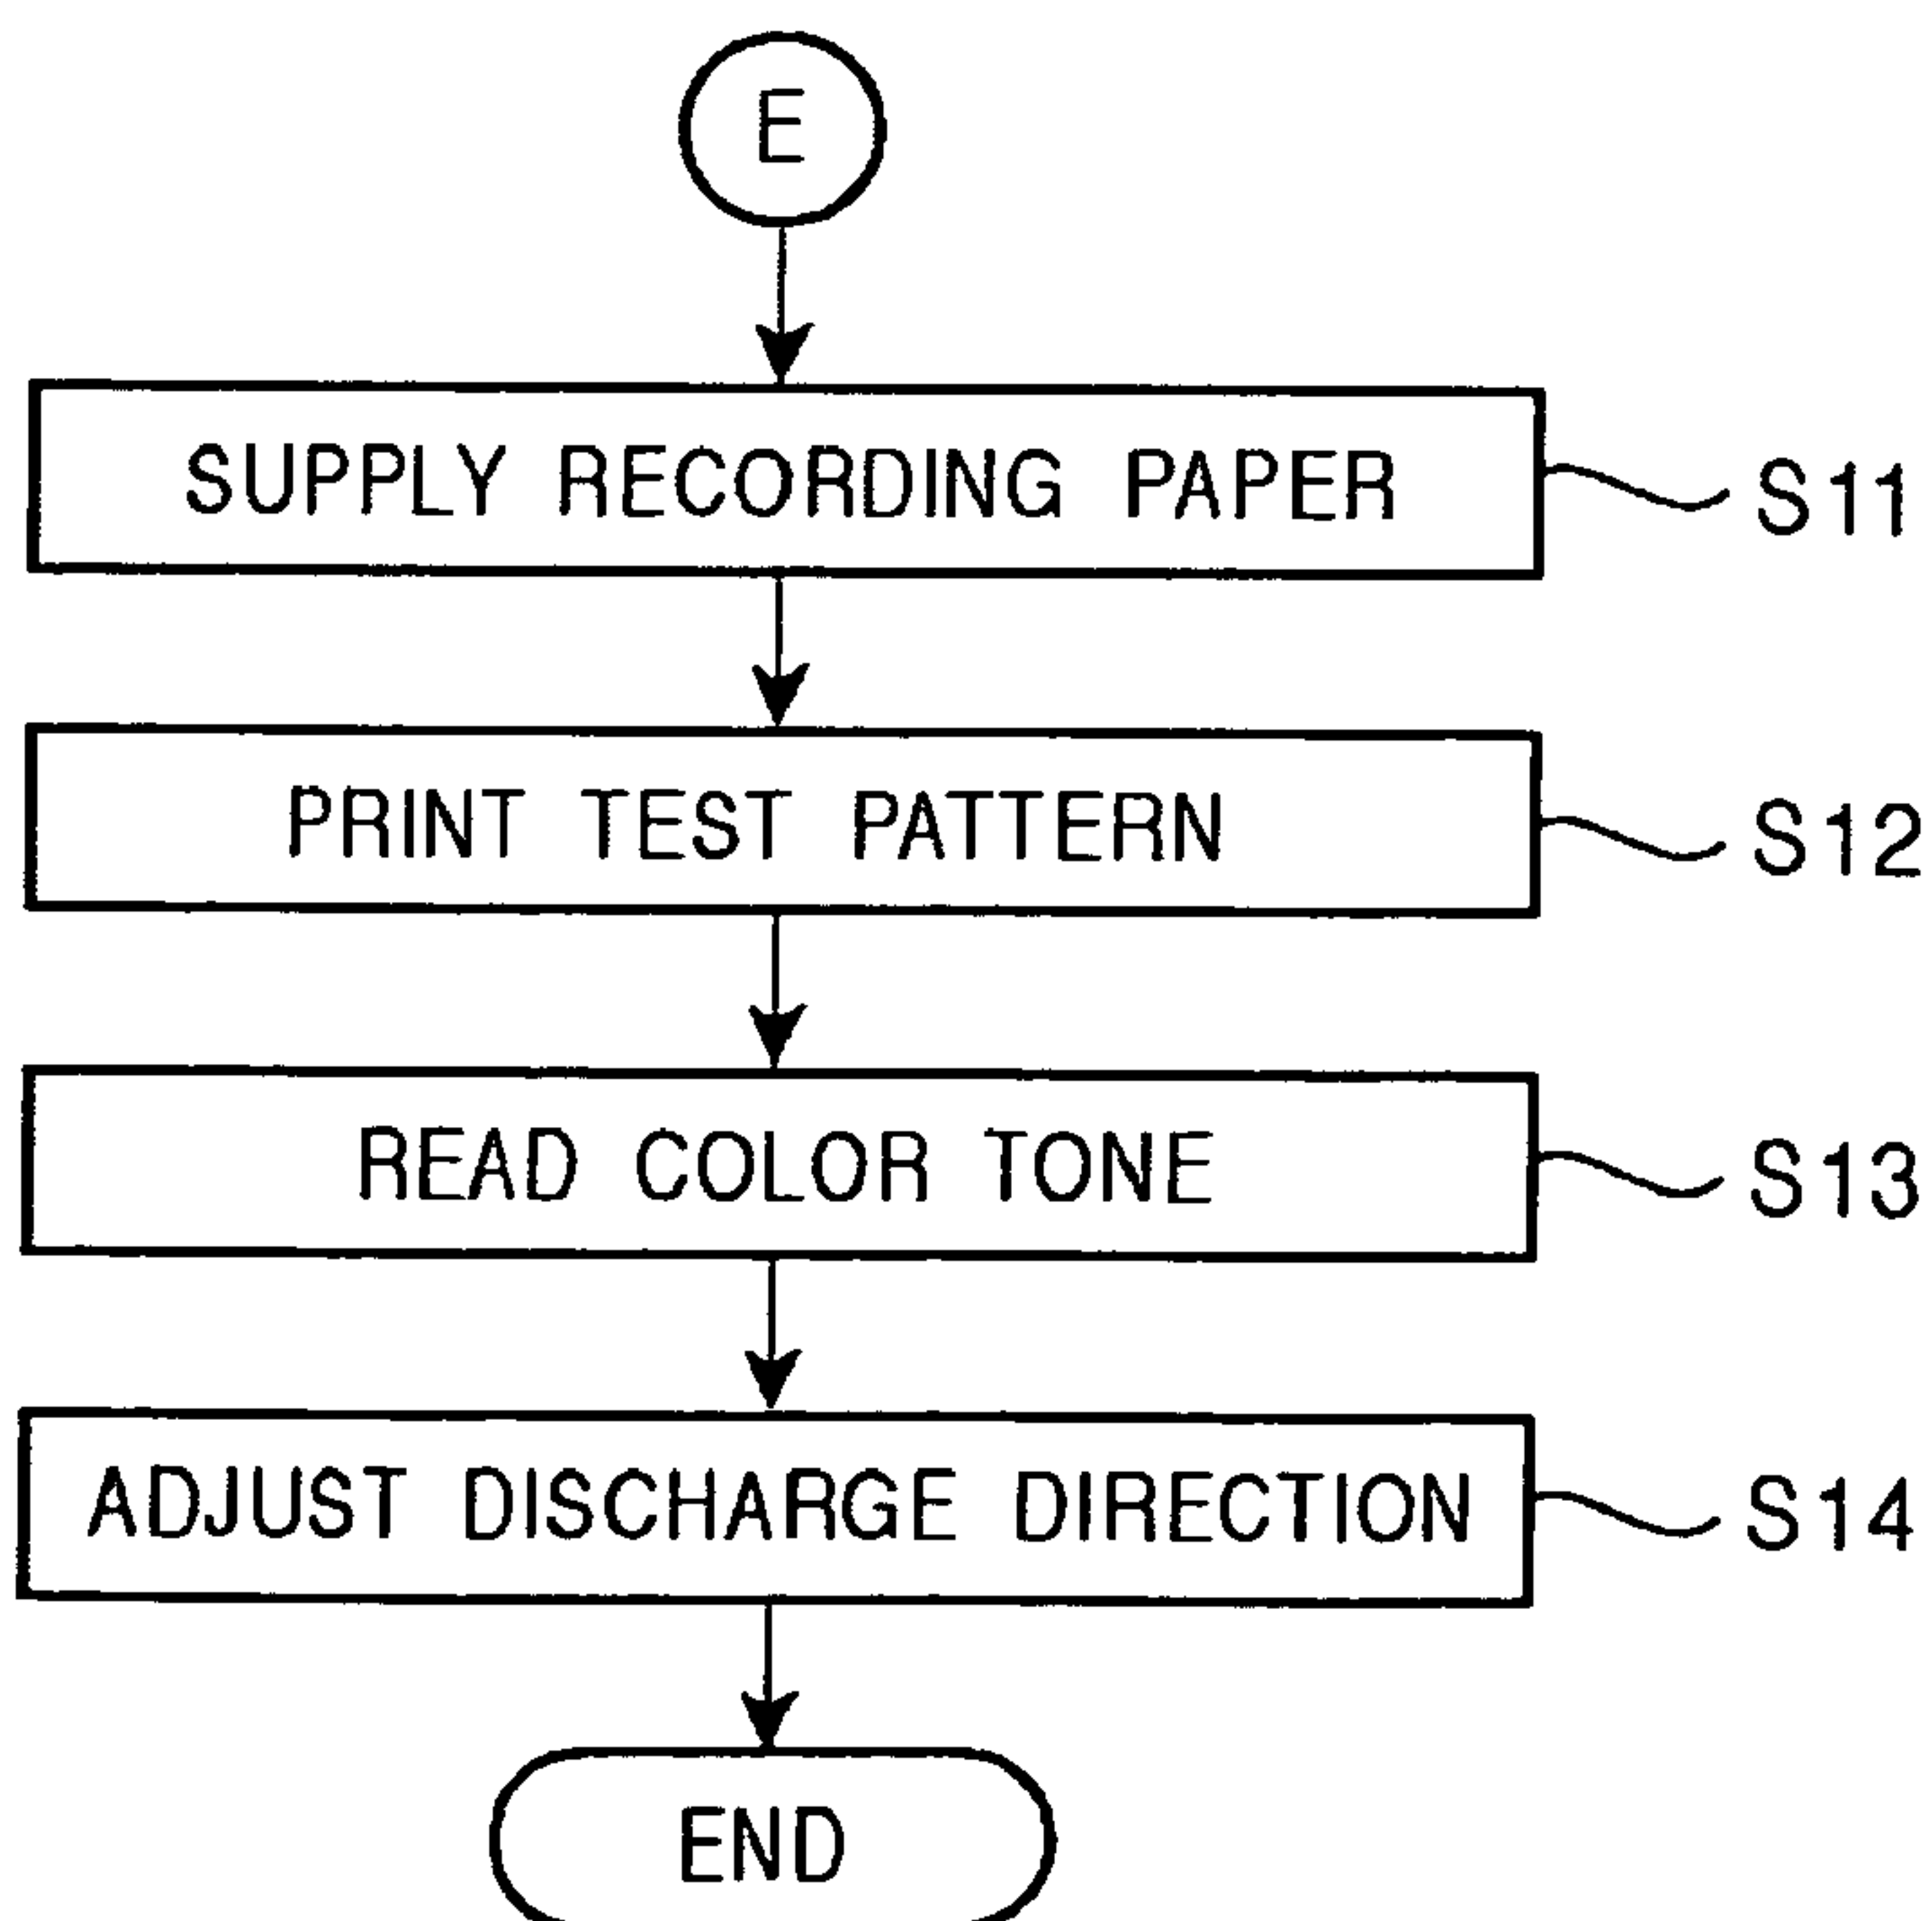 E
SUPPLY RECORDING PAPER S11
PRINT TEST PATTERN S12
READ COLOR TONE S13
ADJUST DISCHARGE DIRECTION S14
END